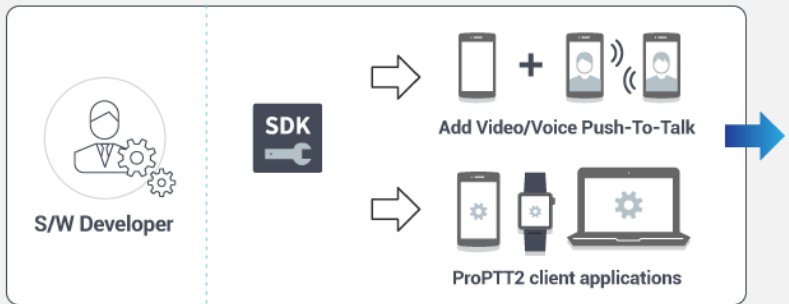 S/W Developer
SDK
Add Video/Voice Push-To-Talk
ProPTT2 client applications